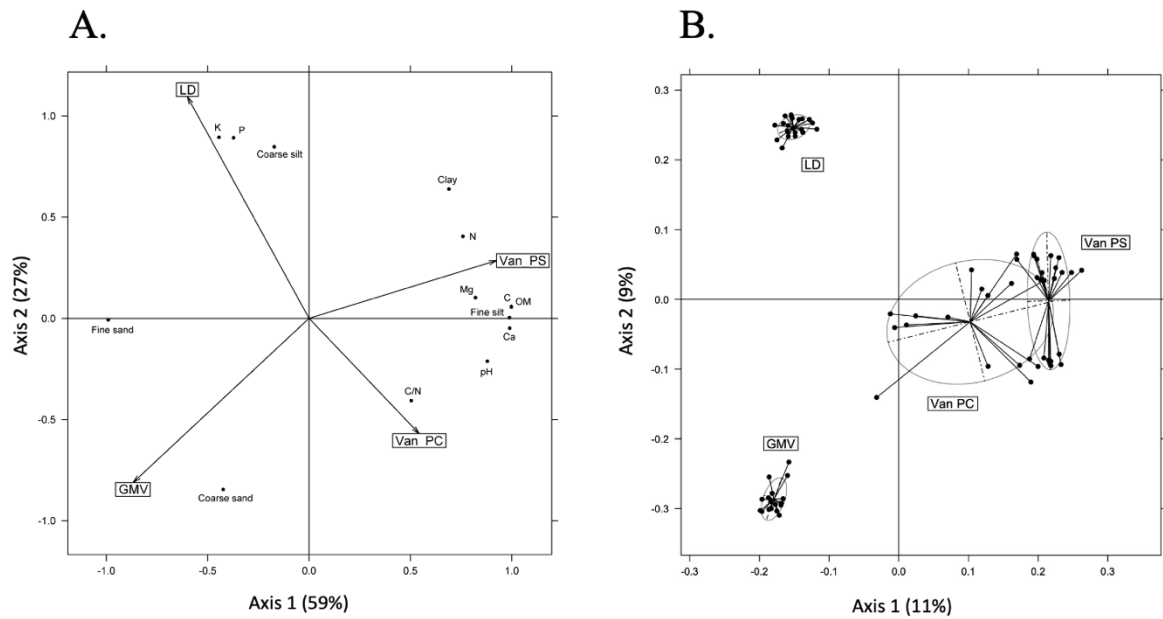 A.
LD
K
P
Coarse silt
Clay
N
Van_PS
Mg
C
OM
Fine silt
Ca
Fine sand
pH
C/N
Van_PC
GMV
Coarse sand
1.0
0.5
0.0
-0.5
-1.0
Axis 2 (27%)
-1.0 -0.5 0.0 0.5 1.0
Axis 1 (59%)
B.
LD
Van PS
Van PC
GMV
0.3
0.2
0.1
0.0
-0.1
-0.2
-0.3
Axis 2 (9%)
-0.3 -0.2 0.0 0.1 0.2 0.3
Axis 1 (11%)